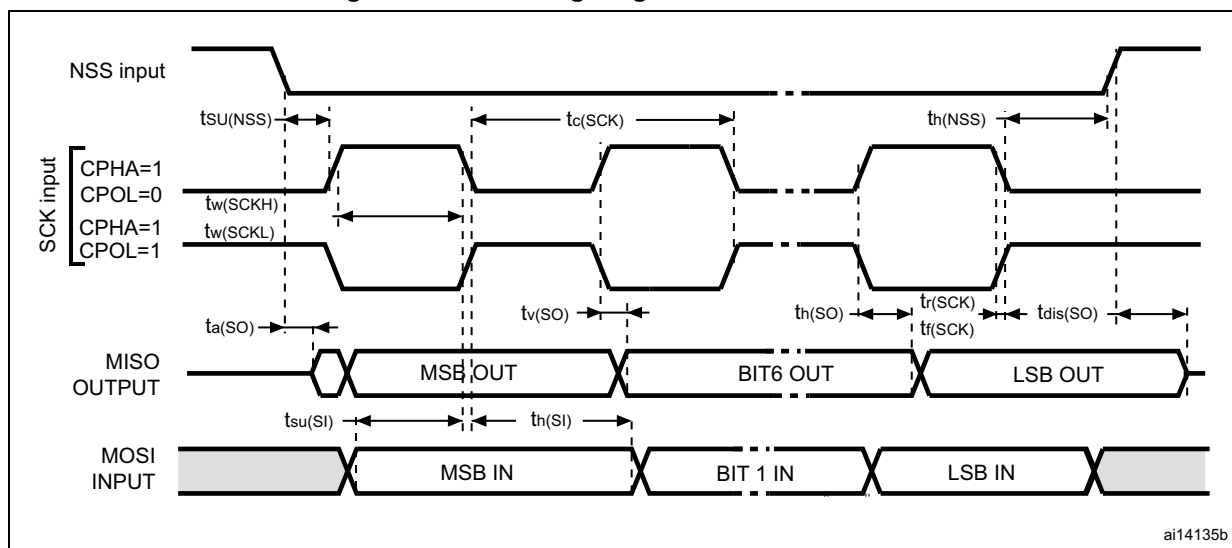 NSS input
tSU(NSS)
tc(SCK)
th(NSS)
SCK input
CPHA=1
CPOL=0
tw(SCKH)
CPHA=1
tw(SCKL)
CPOL=1
ta(SO)
tv(SO)
th(SO)
tr(SCK)
tf(SCK)
tdis(SO)
MISO
OUTPUT
MSB OUT
BIT6 OUT
LSB OUT
tsu(SI)
th(SI)
MOSI
INPUT
MSB IN
BIT 1 IN
LSB IN
ai14135b